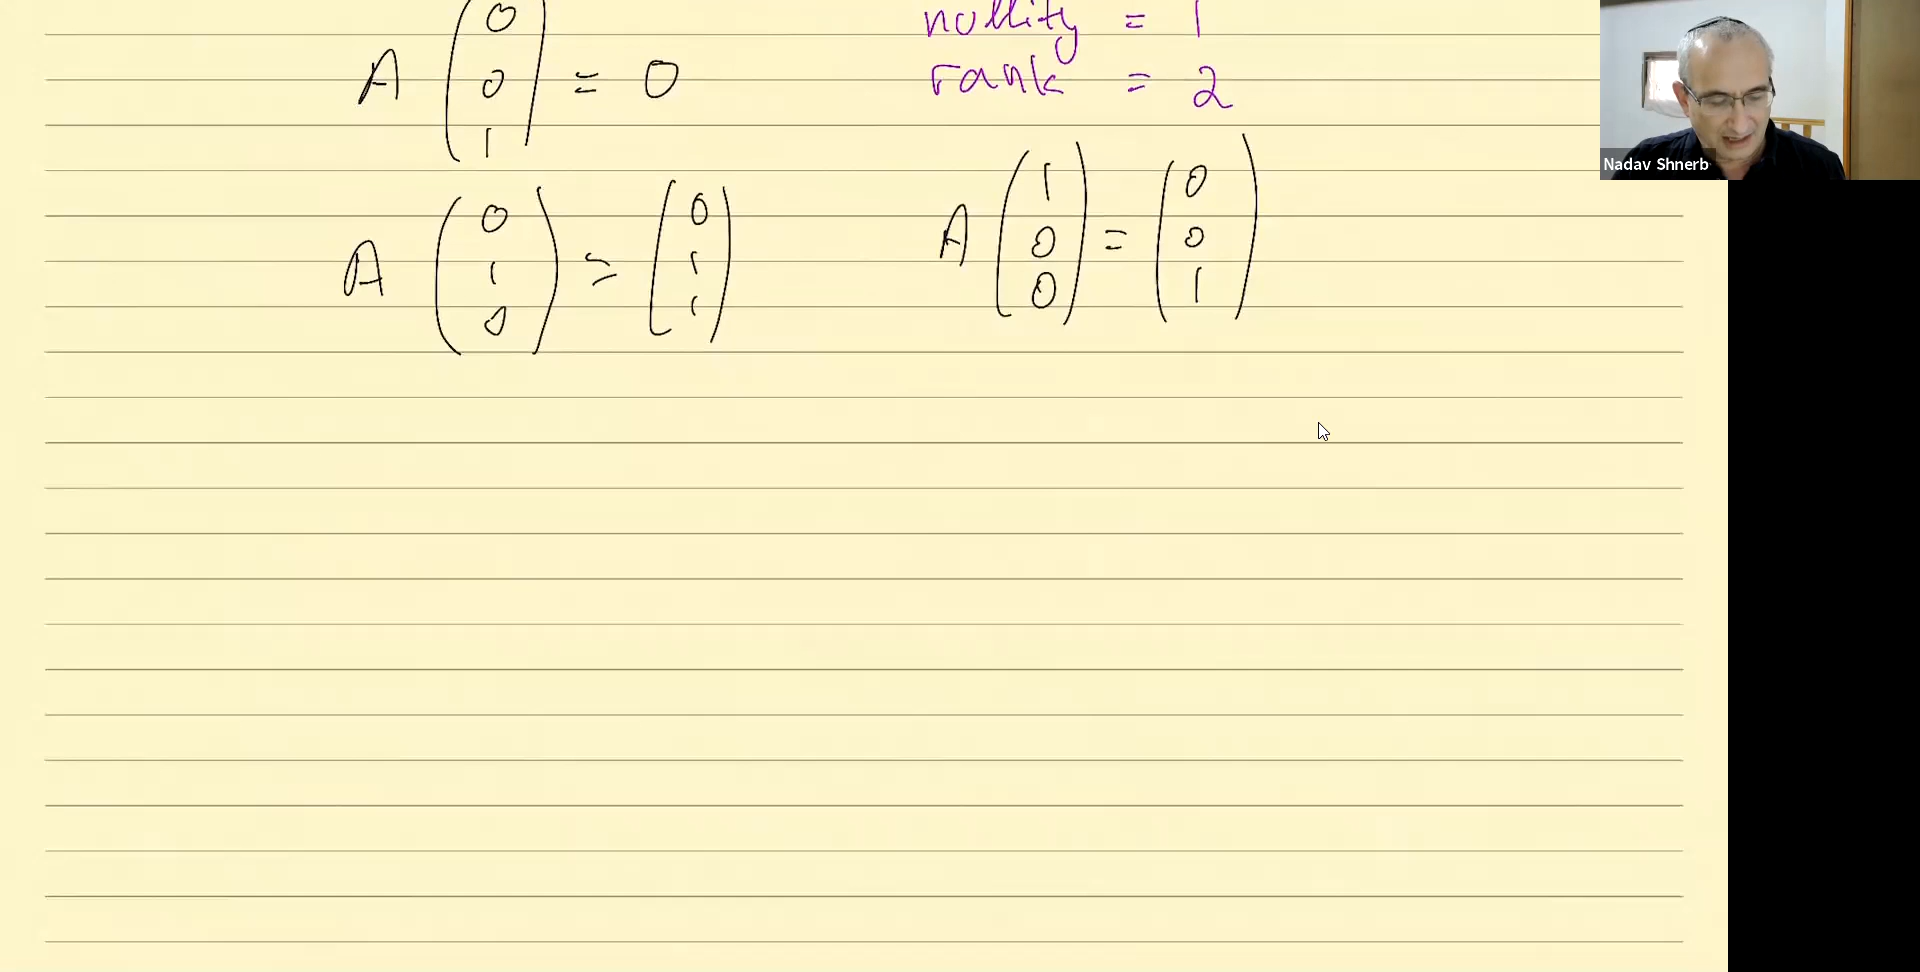 A (0 0 1) = 0
nullity = 1
rank = 2
A (0 1 0) = (0 1 1)
A (1 0 0) = (0 0 1)
Nadav Shnerb